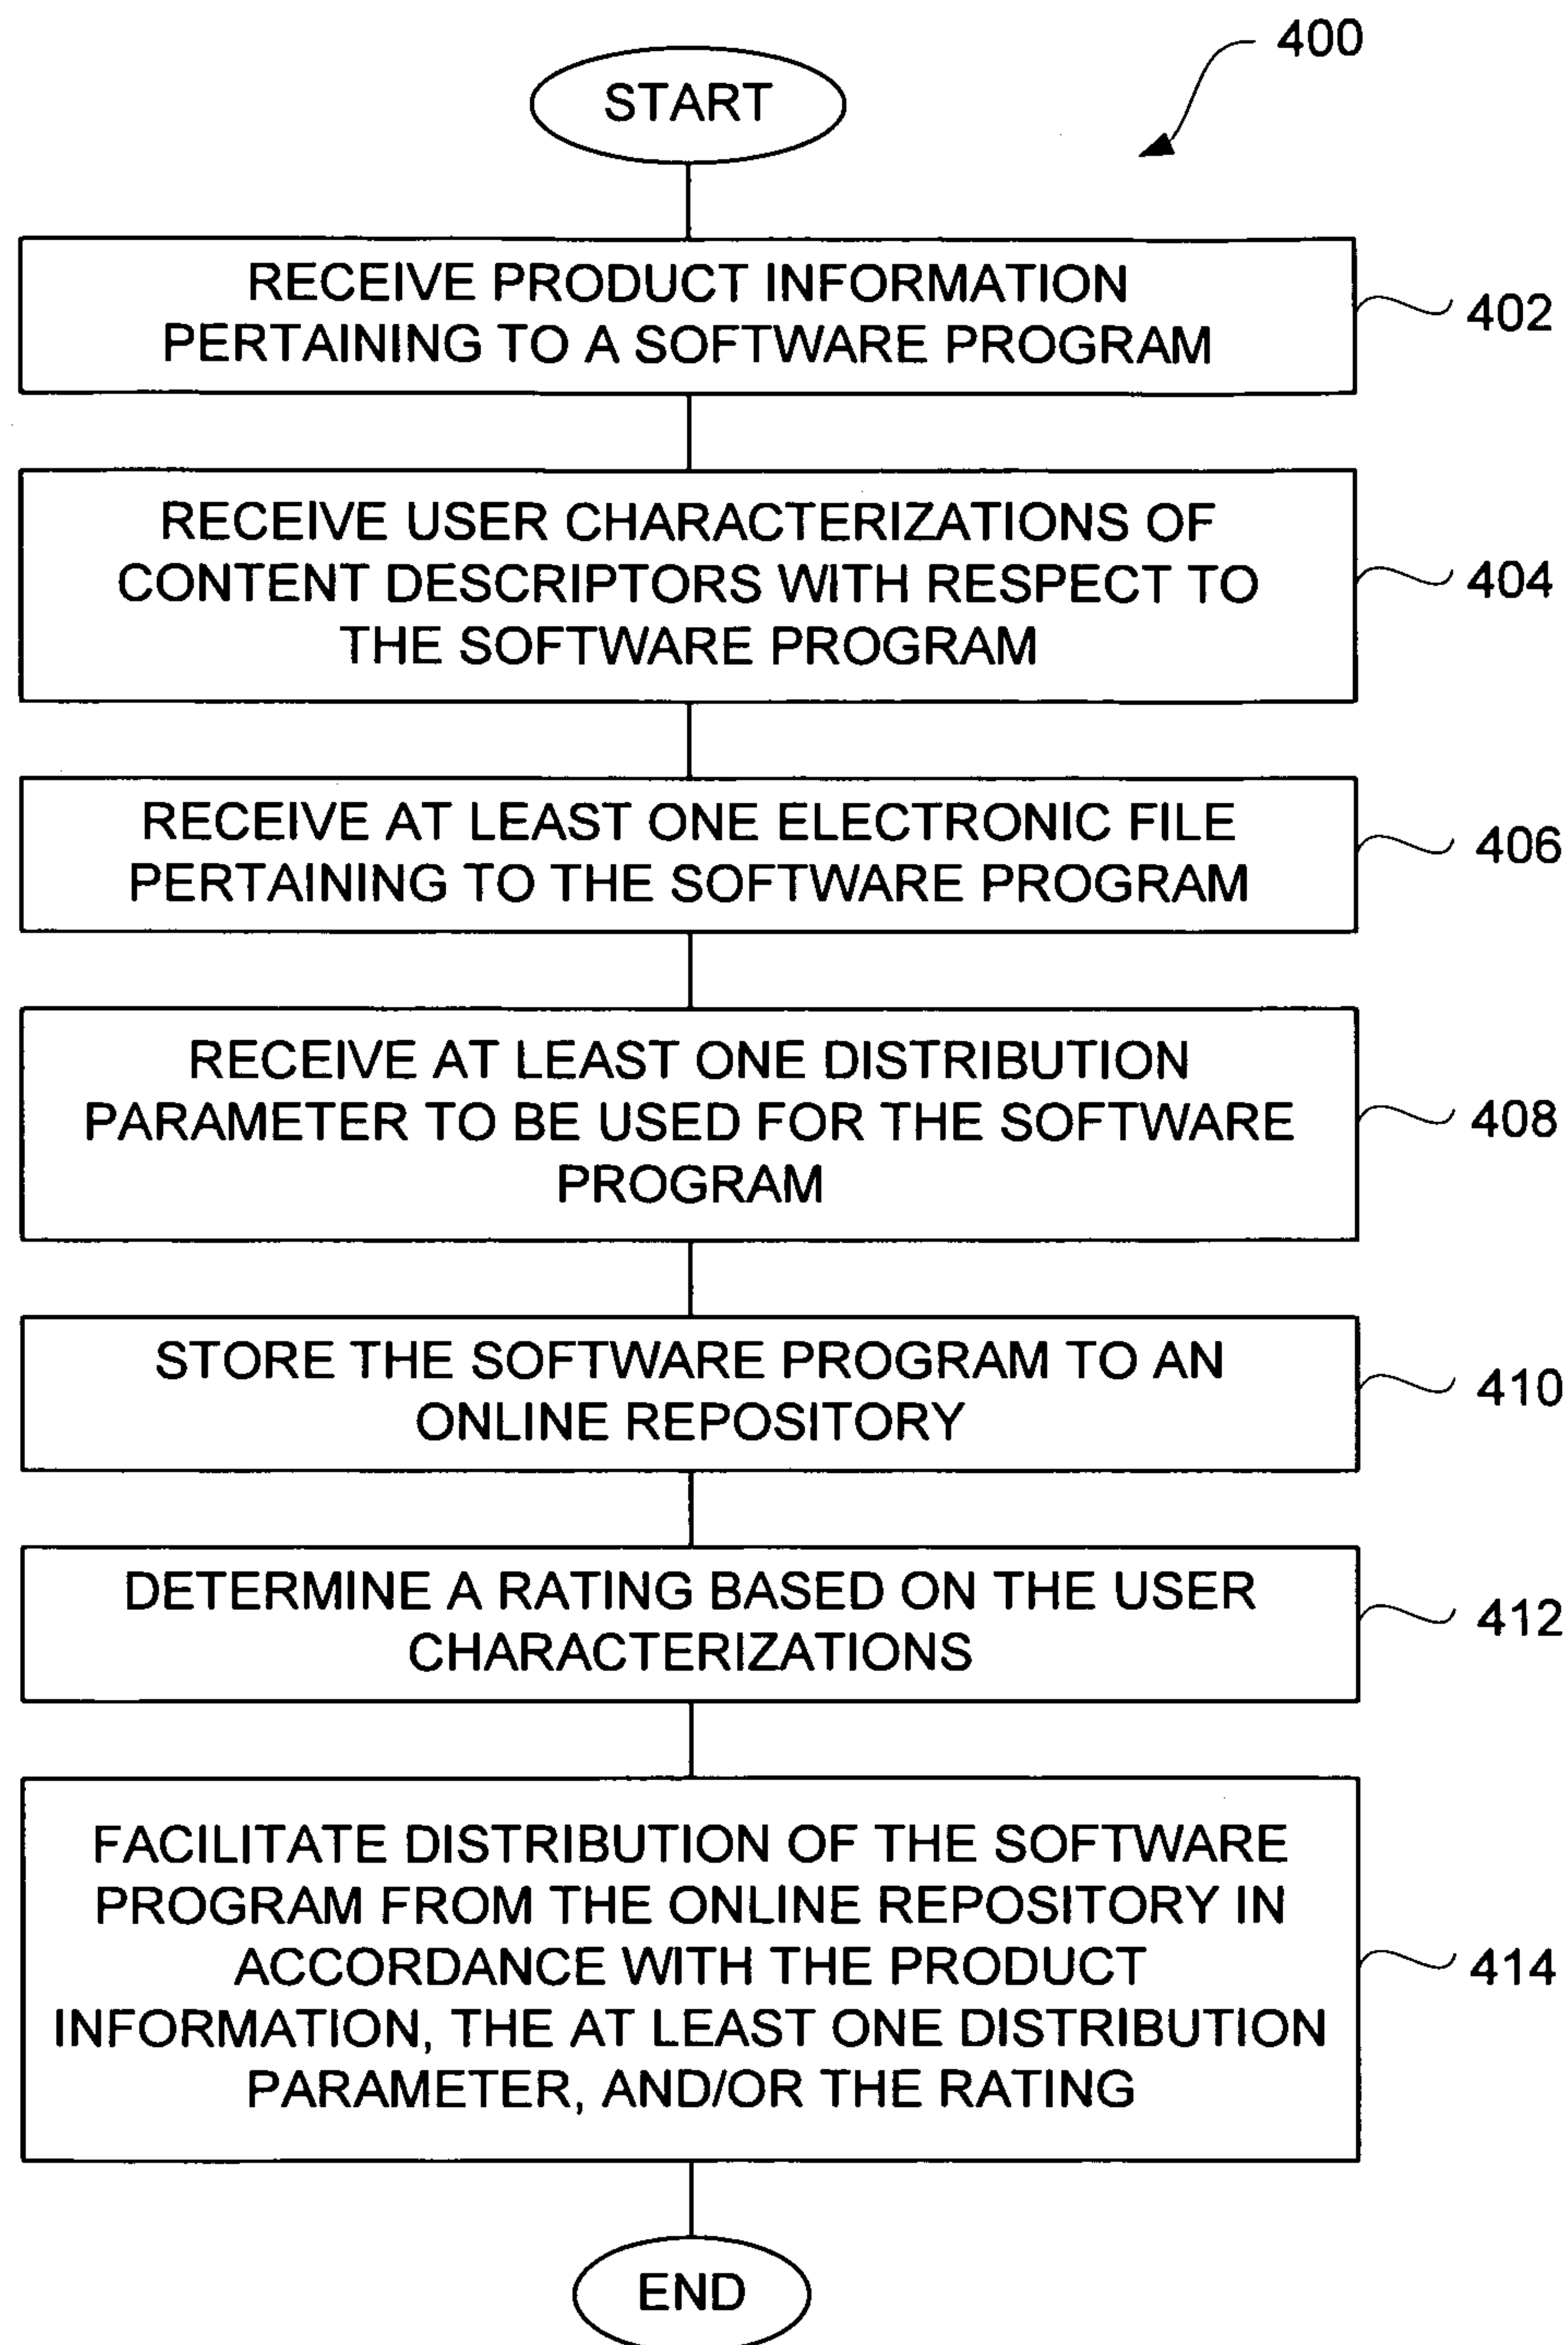 400
START
RECEIVE PRODUCT INFORMATION
PERTAINING TO A SOFTWARE PROGRAM
402
RECEIVE USER CHARACTERIZATIONS OF
CONTENT DESCRIPTORS WITH RESPECT TO
THE SOFTWARE PROGRAM
404
RECEIVE AT LEAST ONE ELECTRONIC FILE
PERTAINING TO THE SOFTWARE PROGRAM
406
RECEIVE AT LEAST ONE DISTRIBUTION
PARAMETER TO BE USED FOR THE SOFTWARE
PROGRAM
408
STORE THE SOFTWARE PROGRAM TO AN
ONLINE REPOSITORY
410
DETERMINE A RATING BASED ON THE USER
CHARACTERIZATIONS
412
FACILITATE DISTRIBUTION OF THE SOFTWARE
PROGRAM FROM THE ONLINE REPOSITORY IN
ACCORDANCE WITH THE PRODUCT
INFORMATION, THE AT LEAST ONE DISTRIBUTION
PARAMETER, AND/OR THE RATING
414
END